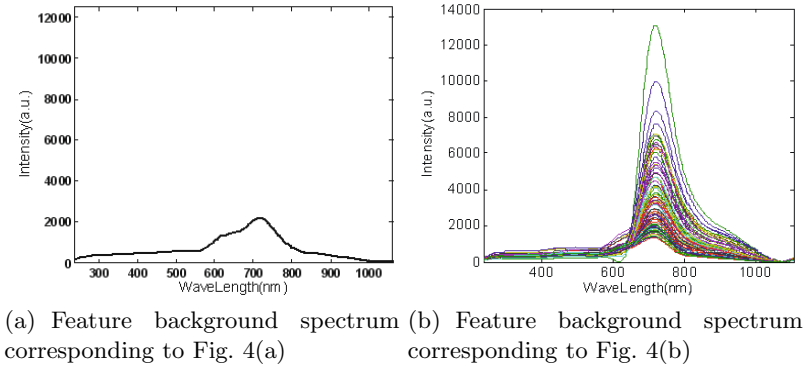 12000
10000
8000
6000
4000
2000
0
Intensity(a.u.)
300 400 500 600 700 800 900 1000
WaveLength(nm)
14000
12000
10000
8000
6000
4000
2000
0
Intensity(a.u.)
400 600 800 1000
WaveLength(nm)
(a) Feature background spectrum
corresponding to Fig. 4(a)
(b) Feature background spectrum
corresponding to Fig. 4(b)